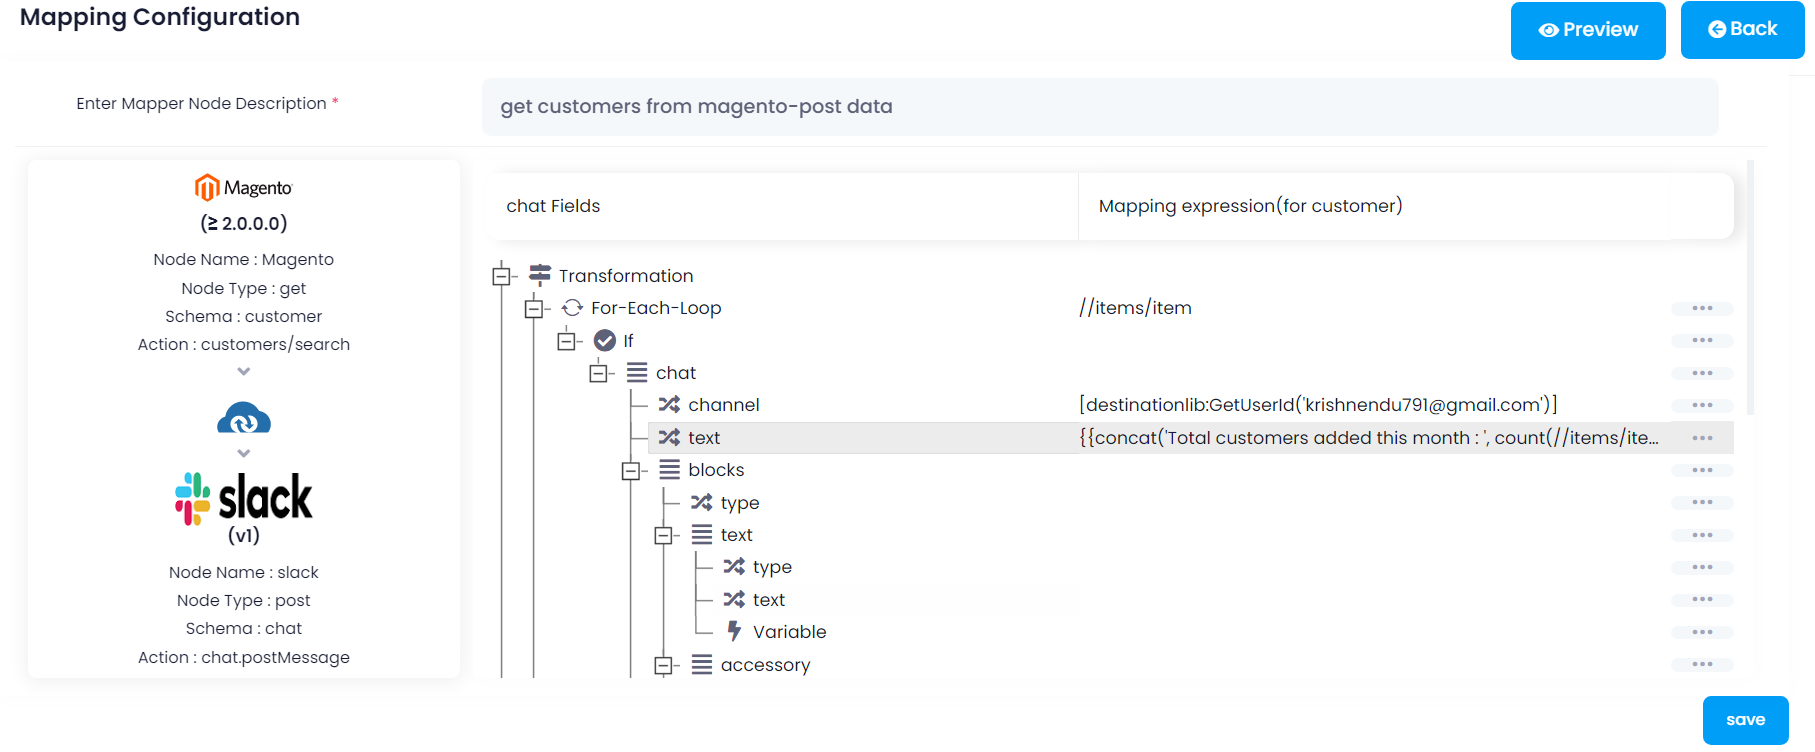 Mapping Configuration
Preview
Back
Enter Mapper Node Description *
get customers from magento-post data
Magento
(≥ 2.0.0.0)
Node Name : Magento
Node Type : get
Schema : customer
Action : customers/search
slack
(v1)
Node Name : slack
Node Type : post
Schema : chat
Action : chat.postMessage
chat Fields
Mapping expression(for customer)
Transformation
For-Each-Loop //items/item
If
chat
channel [destinationlib:GetUserId('krishnendu791@gmail.com')]
text {{concat('Total customers added this month : ', count(//items/ite...
blocks
type
text
type
text
Variable
accessory
save